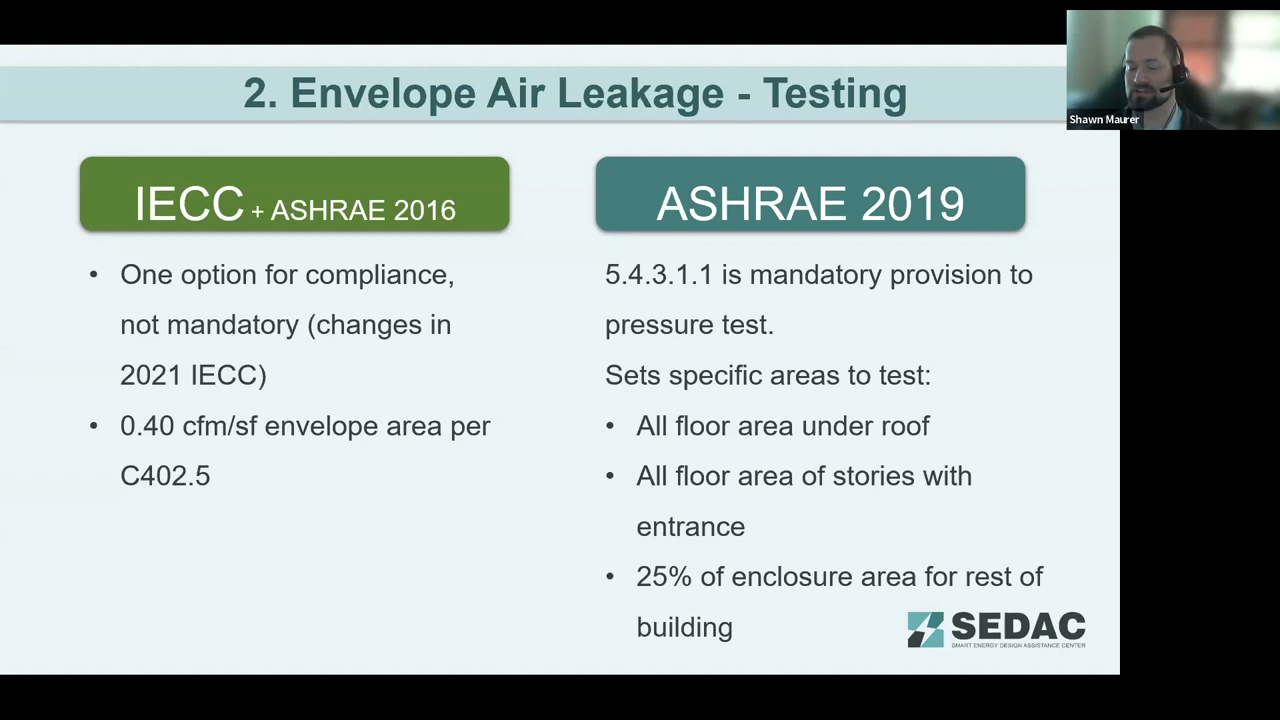 2. Envelope Air Leakage - Testing
Shawn Maurer
IECC + ASHRAE 2016
• One option for compliance,
not mandatory (changes in
2021 IECC)
• 0.40 cfm/sf envelope area per
C402.5
ASHRAE 2019
5.4.3.1.1 is mandatory provision to
pressure test.
Sets specific areas to test:
• All floor area under roof
• All floor area of stories with
entrance
• 25% of enclosure area for rest of
building
SEDAC
SMART ENERGY DESIGN ASSISTANCE CENTER